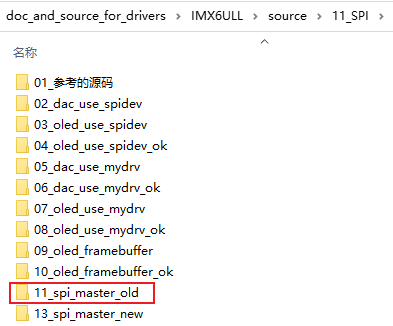 doc_and_source_for_drivers > IMX6ULL > source > 11_SPI >
名称
01_参考的源码
02_dac_use_spidev
03_oled_use_spidev
04_oled_use_spidev_ok
05_dac_use_mydrv
06_dac_use_mydrv_ok
07_oled_use_mydrv
08_oled_use_mydrv_ok
09_oled_framebuffer
10_oled_framebuffer_ok
11_spi_master_old
13_spi_master_new